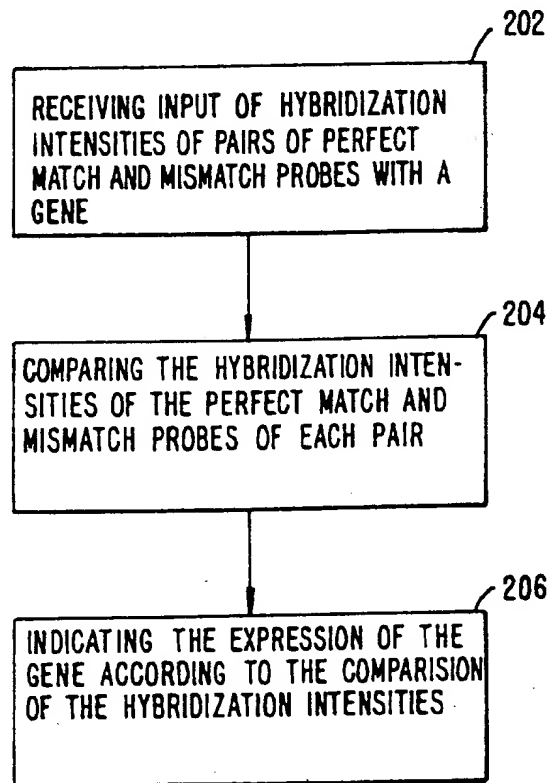 202
RECEIVING INPUT OF HYBRIDIZATION
INTENSITIES OF PAIRS OF PERFECT
MATCH AND MISMATCH PROBES WITH A
GENE
204
COMPARING THE HYBRIDIZATION INTEN-
SITIES OF THE PERFECT MATCH AND
MISMATCH PROBES OF EACH PAIR
206
INDICATING THE EXPRESSION OF THE
GENE ACCORDING TO THE COMPARISION
OF THE HYBRIDIZATION INTENSITIES